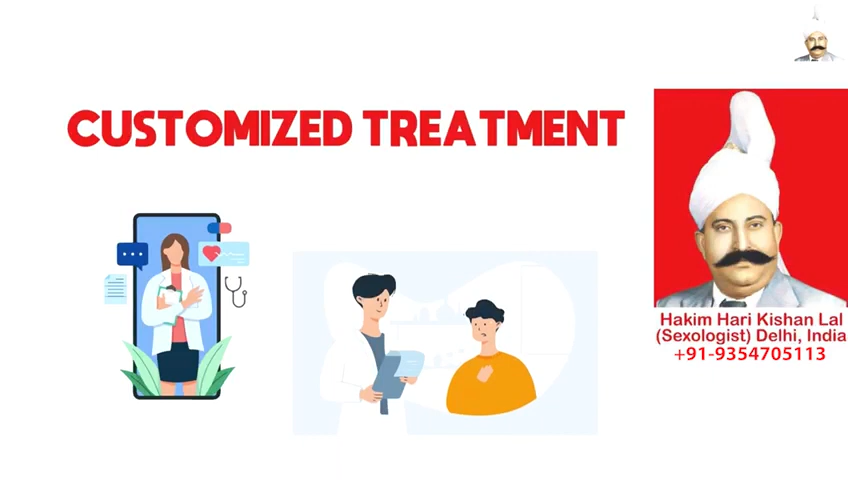 CUSTOMIZED TREATMENT
Hakim Hari Kishan Lal
(Sexologist) Delhi, India
+91-9354705113